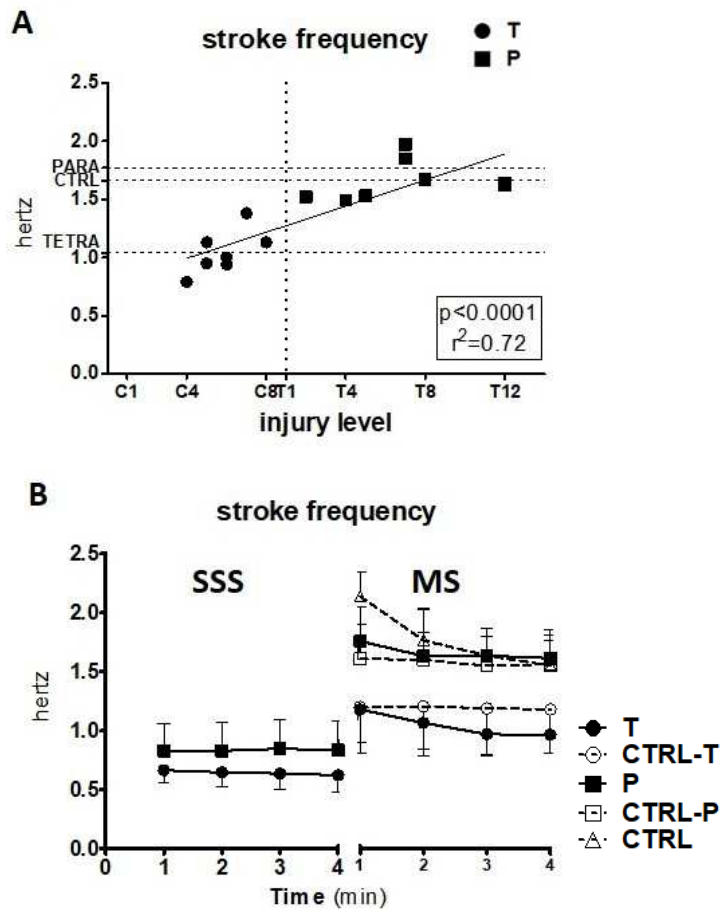 A
stroke frequency
T
P
2.5
2.0
PARA
CTRL
1.5
hertz
TETRA
1.0
0.5
0.0
p<0.0001
r²=0.72
C1 C4 C8 T1 T4 T8 T12
injury level
B
stroke frequency
2.5
SSS MS
2.0
1.5
hertz
1.0
0.5
0.0
T
CTRL-T
P
CTRL-P
CTRL
0 1 2 3 4 1 2 3 4
Time (min)